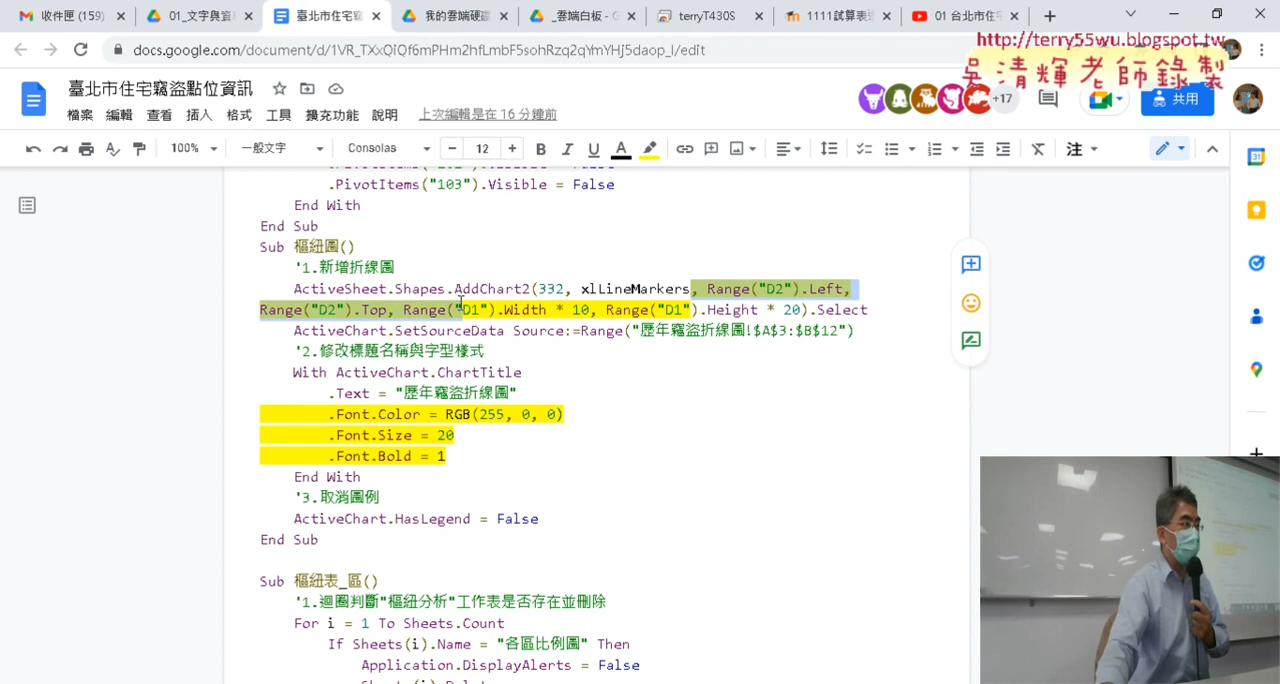 收件匣 (159)
01_文字與資
臺北市住宅竊
我的雲端硬碟
_雲端白板 - G
terryT430S
1111試算表進
01 台北市住宅
docs.google.com/document/d/1VR_TXxQiQf6mPHm2hfLmbF5sohRzq2qYmYHj5daop_I/edit
http://terry55wu.blogspot.tw
吳清輝老師錄製
臺北市住宅竊盜點位資訊
檔案 編輯 查看 插入 格式 工具 擴充功能 說明 上次編輯是在 16 分鐘前
+17
共用
100% 一般文字 Consolas 12 B I U A 注
.PivotItems("103").Visible = False
End With
End Sub
Sub 樞紐圖()
'1.新增折線圖
ActiveSheet.Shapes.AddChart2(332, xlLineMarkers, Range("D2").Left,
Range("D2").Top, Range("D1").Width * 10, Range("D1").Height * 20).Select
ActiveChart.SetSourceData Source:=Range("歷年竊盜折線圖!$A$3:$B$12")
'2.修改標題名稱與字型樣式
With ActiveChart.ChartTitle
.Text = "歷年竊盜折線圖"
.Font.Color = RGB(255, 0, 0)
.Font.Size = 20
.Font.Bold = 1
End With
'3.取消圖例
ActiveChart.HasLegend = False
End Sub
Sub 樞紐表_區()
'1.迴圈判斷"樞紐分析"工作表是否存在並刪除
For i = 1 To Sheets.Count
If Sheets(i).Name = "各區比例圖" Then
Application.DisplayAlerts = False